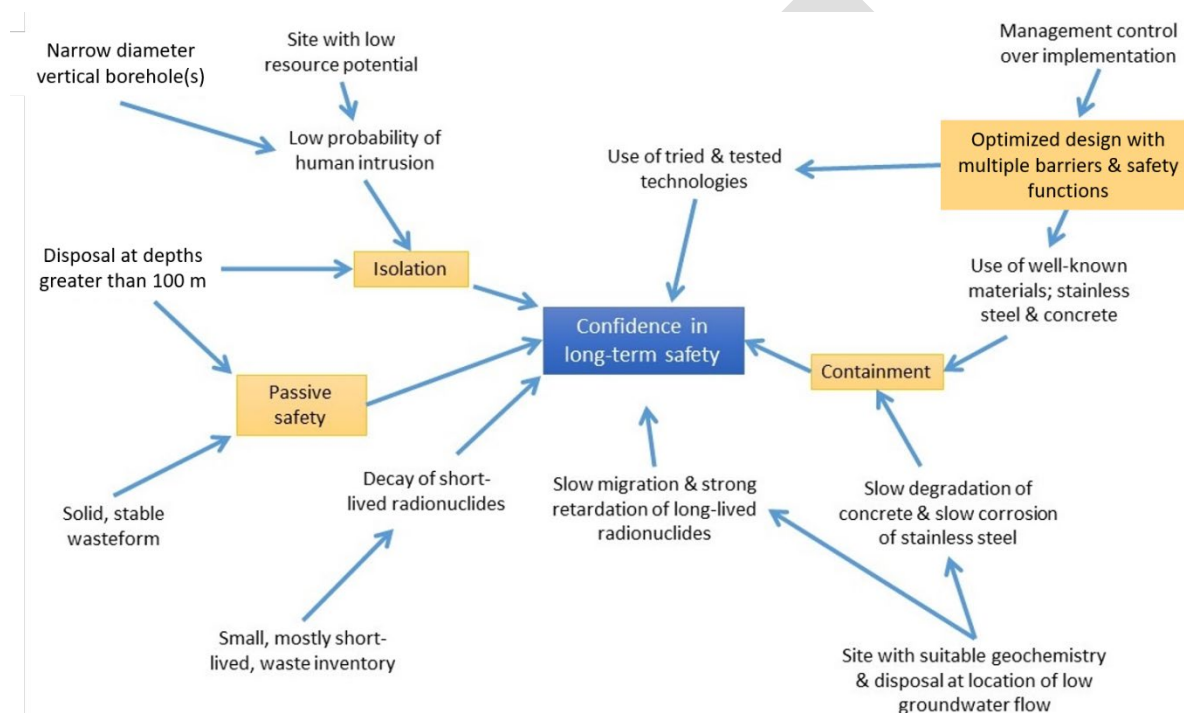 Narrow diameter
vertical borehole(s)
Site with low
resource potential
Management control
over implementation
Low probability of
human intrusion
Use of tried & tested
technologies
Optimized design with
multiple barriers & safety
functions
Disposal at depths
greater than 100 m
Isolation
Use of well-known
materials; stainless
steel & concrete
Confidence in
long-term safety
Containment
Passive
safety
Solid, stable
wasteform
Decay of short-
lived radionuclides
Slow migration & strong
retardation of long-lived
radionuclides
Slow degradation of
concrete & slow corrosion
of stainless steel
Small, mostly short-
lived, waste inventory
Site with suitable geochemistry
& disposal at location of low
groundwater flow